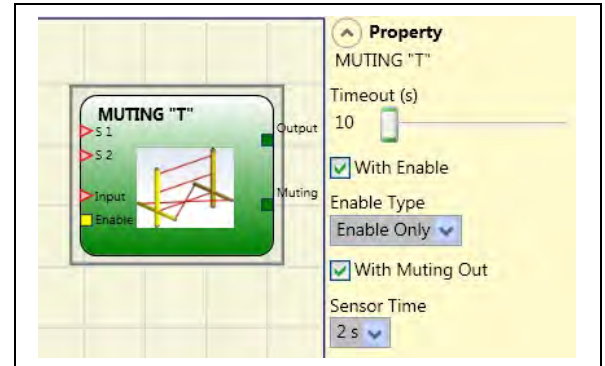 MUTING "T"
S 1
S 2
Input
Enable
Output
Muting
Property
MUTING "T"
Timeout (s)
10
With Enable
Enable Type
Enable Only
With Muting Out
Sensor Time
2 s